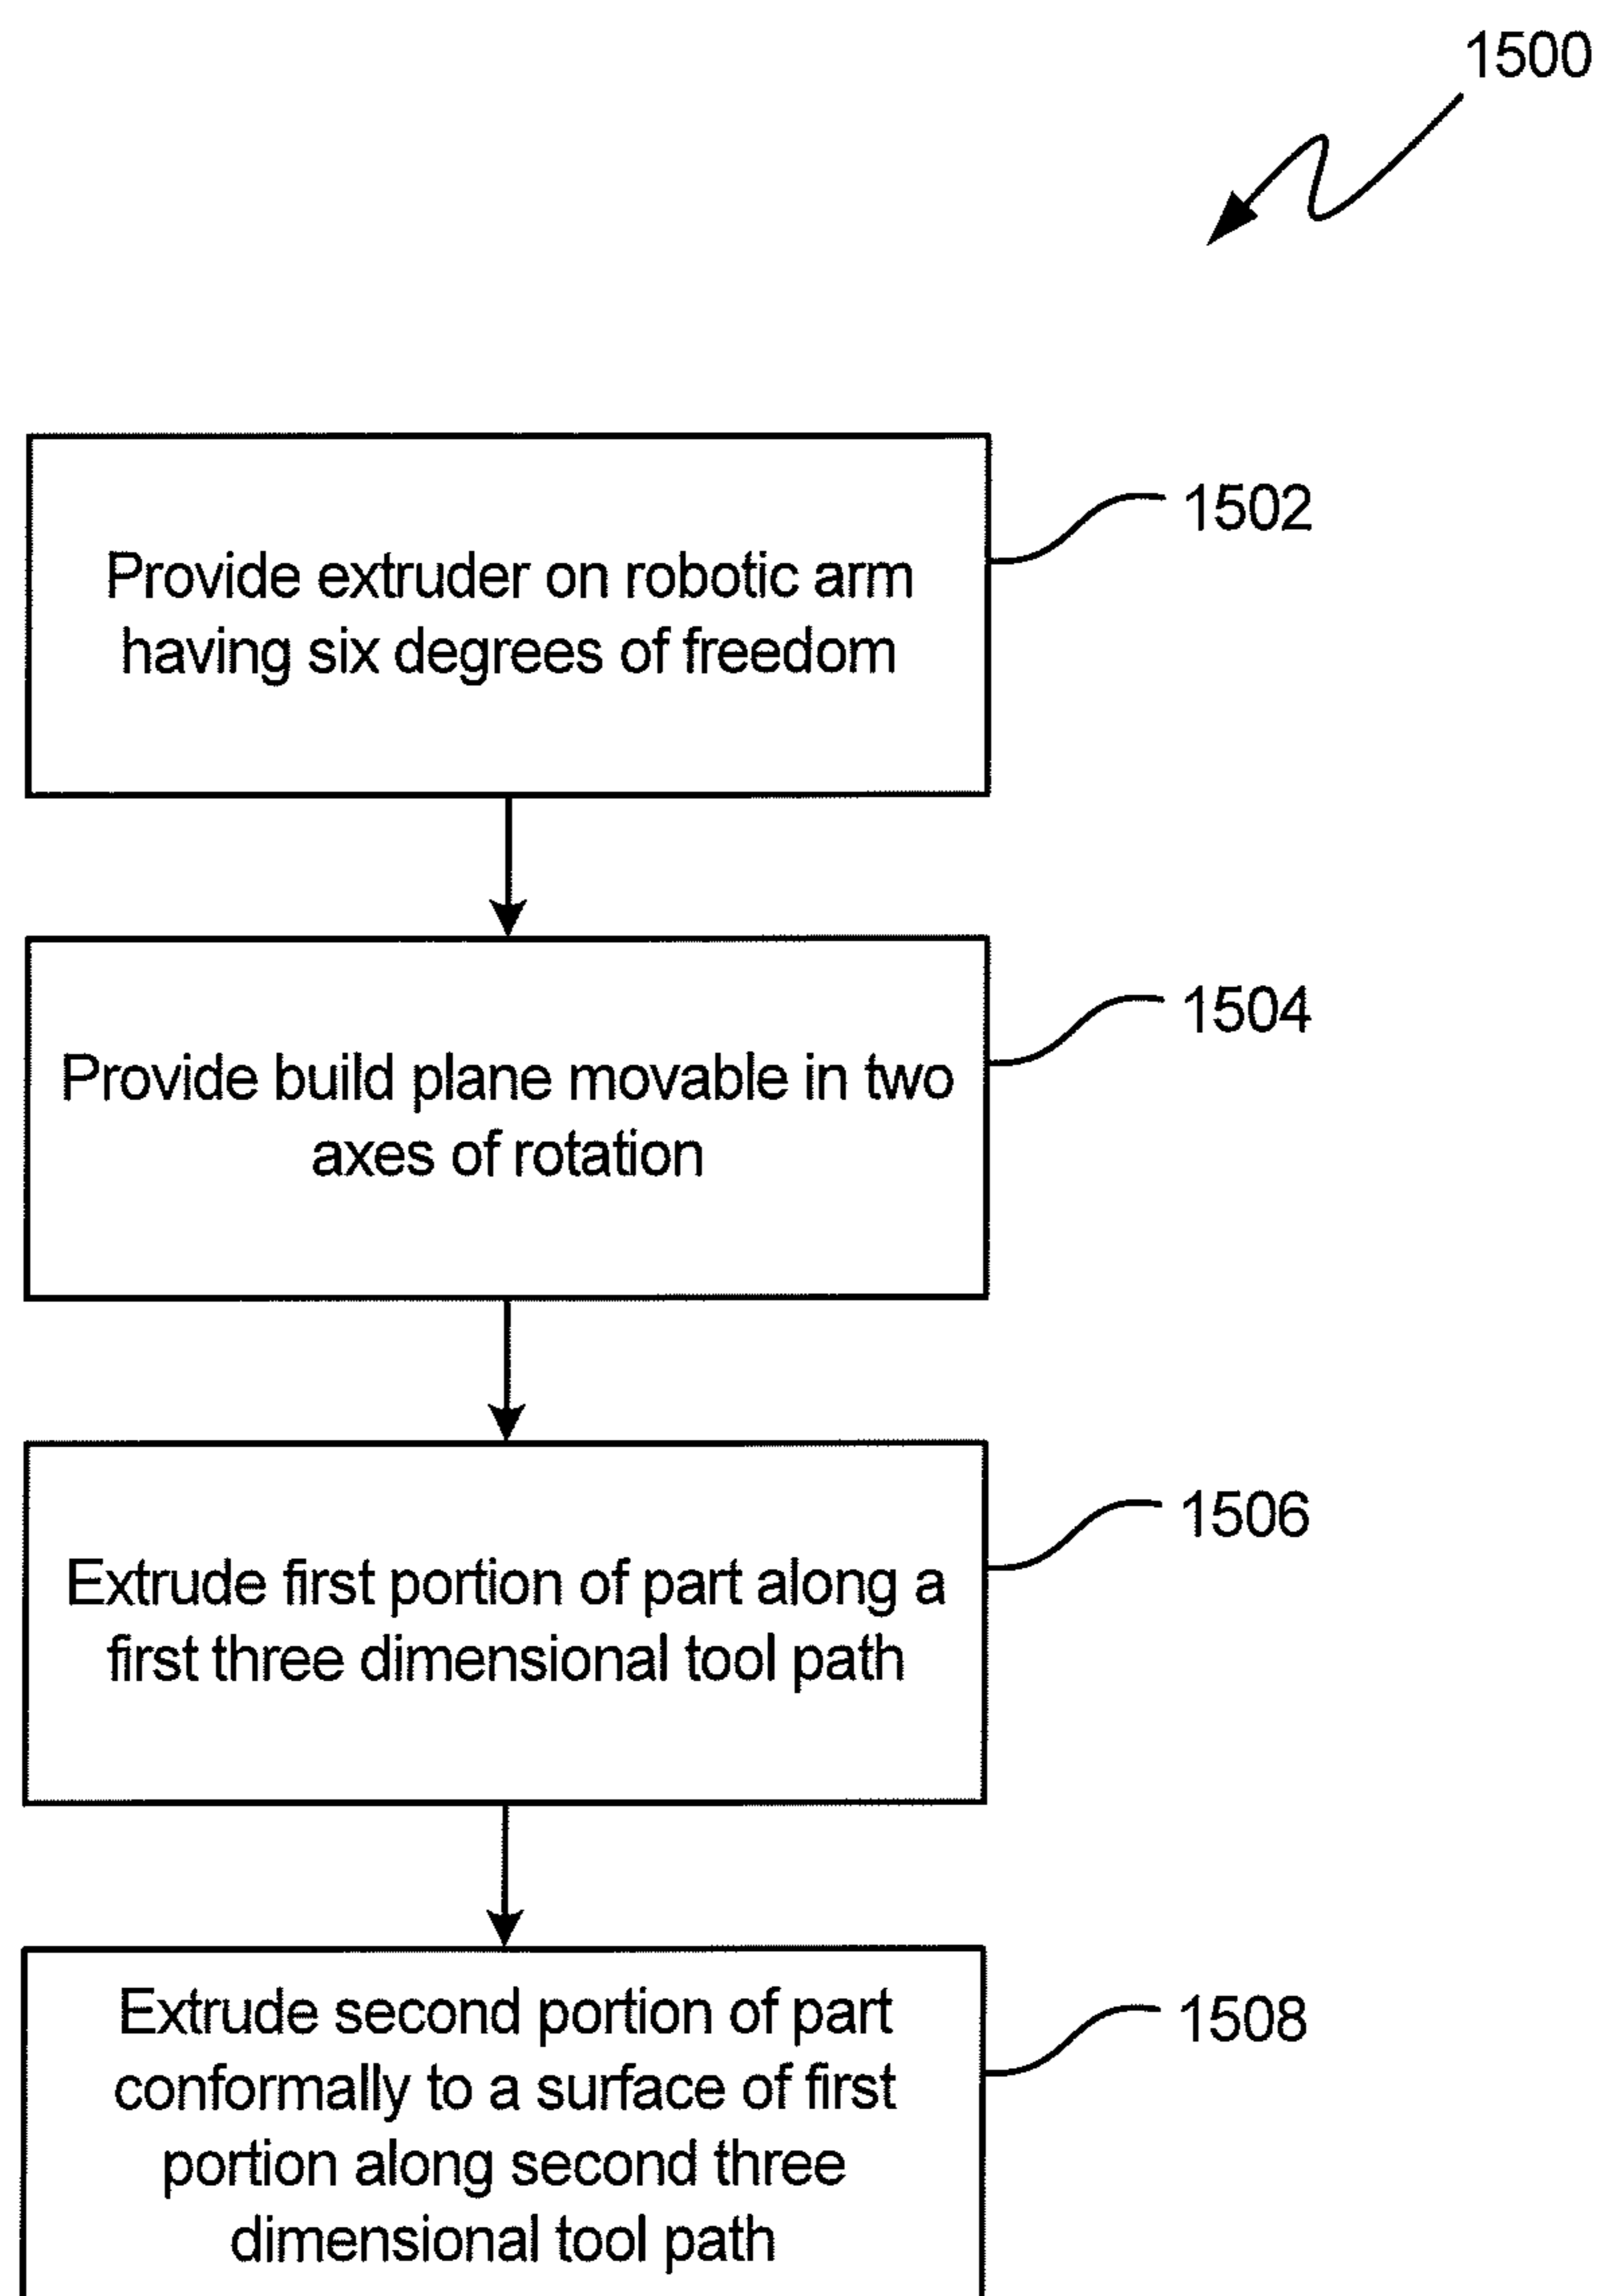 1500
Provide extruder on robotic arm
having six degrees of freedom
1502
Provide build plane movable in two
axes of rotation
1504
Extrude first portion of part along a
first three dimensional tool path
1506
Extrude second portion of part
conformally to a surface of first
portion along second three
dimensional tool path
1508